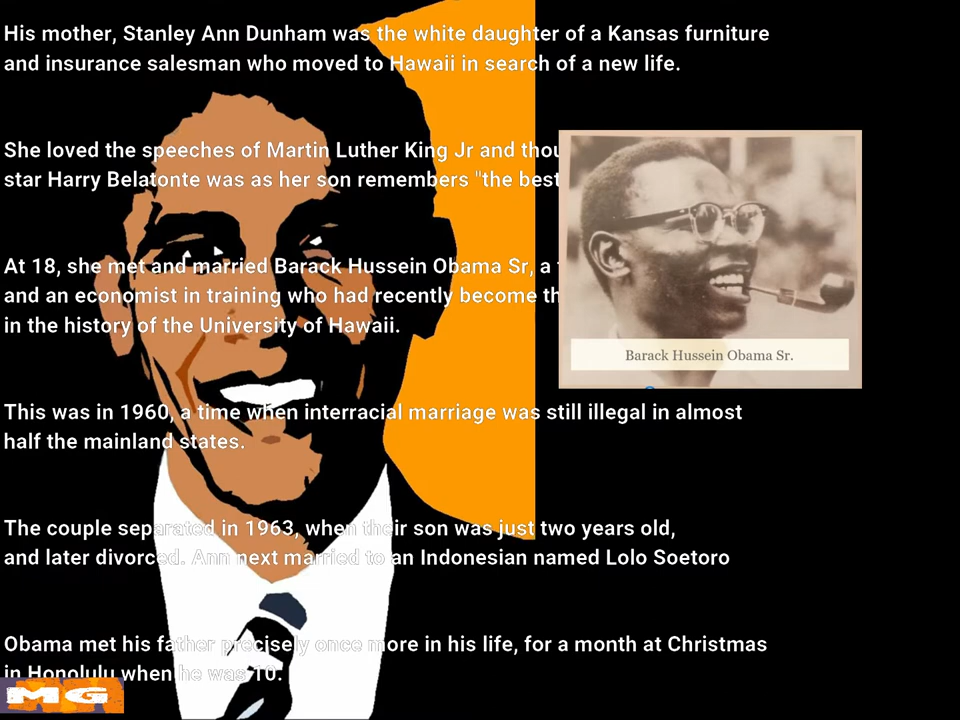 His mother, Stanley Ann Dunham was the white daughter of a Kansas furniture
and insurance salesman who moved to Hawaii in search of a new life.
She loved the speeches of Martin Luther King Jr and
star Harry Belatonte was as her son remembers "the best
At 18, she met and married Barack Hussein Obama Sr, a
and an economist in training who had recently become
in the history of the University of Hawaii.
Barack Hussein Obama Sr.
This was in 1960, a time when interracial marriage was still illegal in almost
half the mainland states.
The couple separated in 1963, when their son was just two years old,
and later divorced. Ann next married to an Indonesian named Lolo Soetoro
Obama met his father precisely once more in his life, for a month at Christmas
in Honolulu when he was 10.
MG